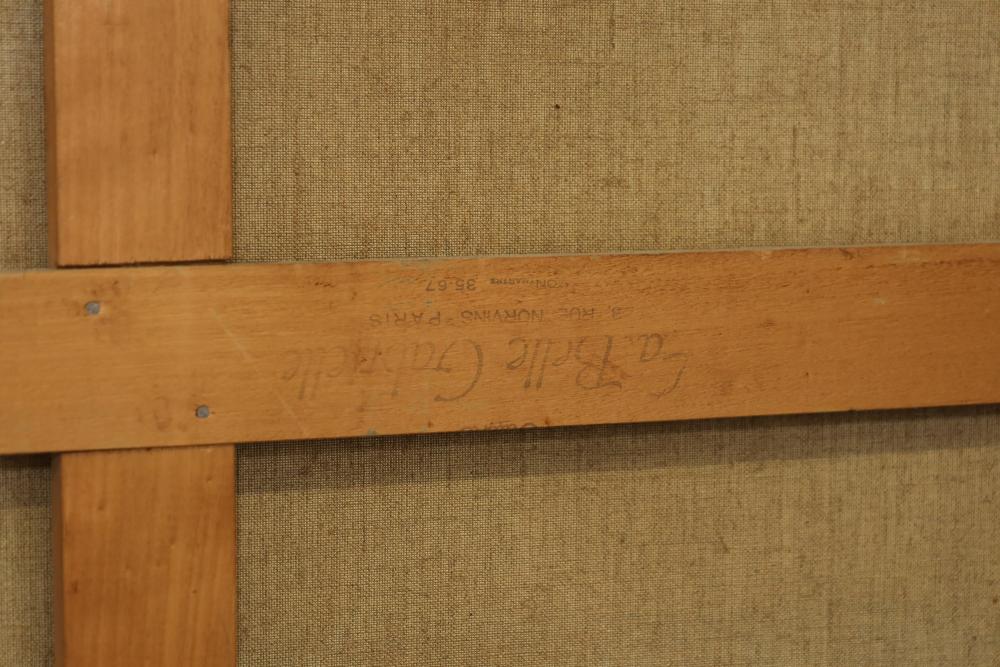 La Belle Gabrielle
3, RUE NORVINS PARIS
35.67